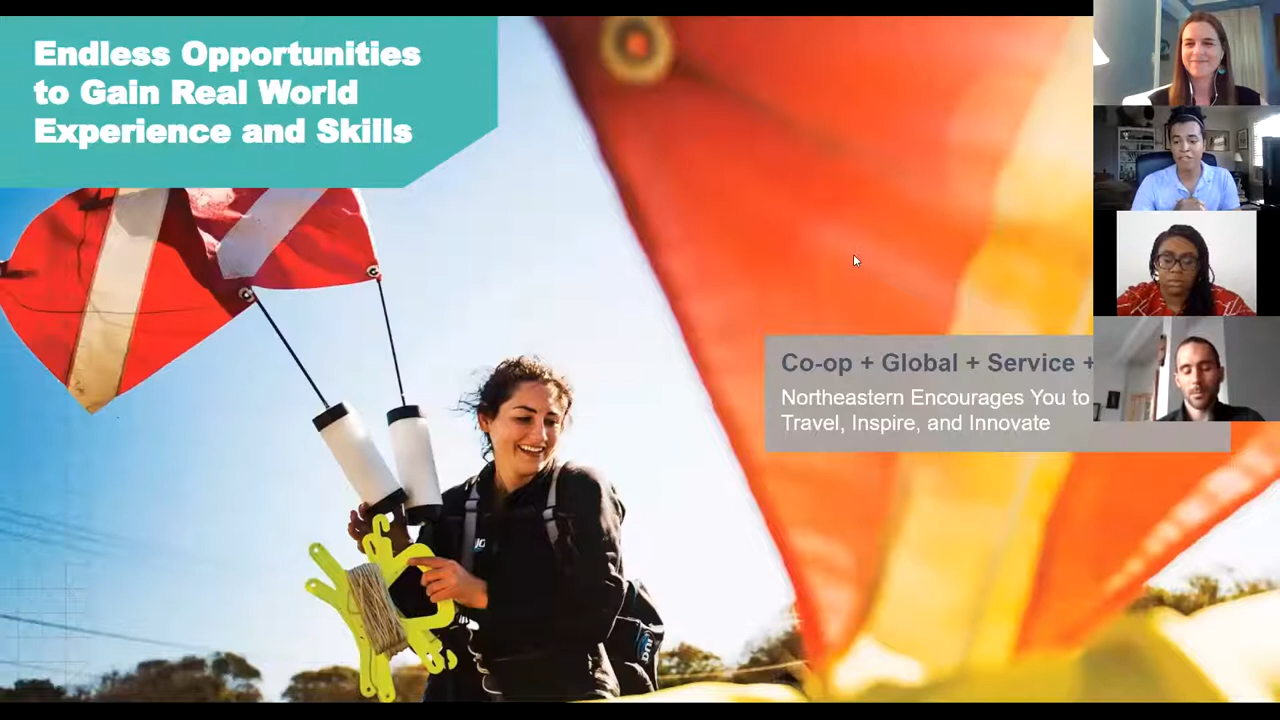 Endless Opportunities
to Gain Real World
Experience and Skills
Co-op + Global + Service +
Northeastern Encourages You to
Travel, Inspire, and Innovate